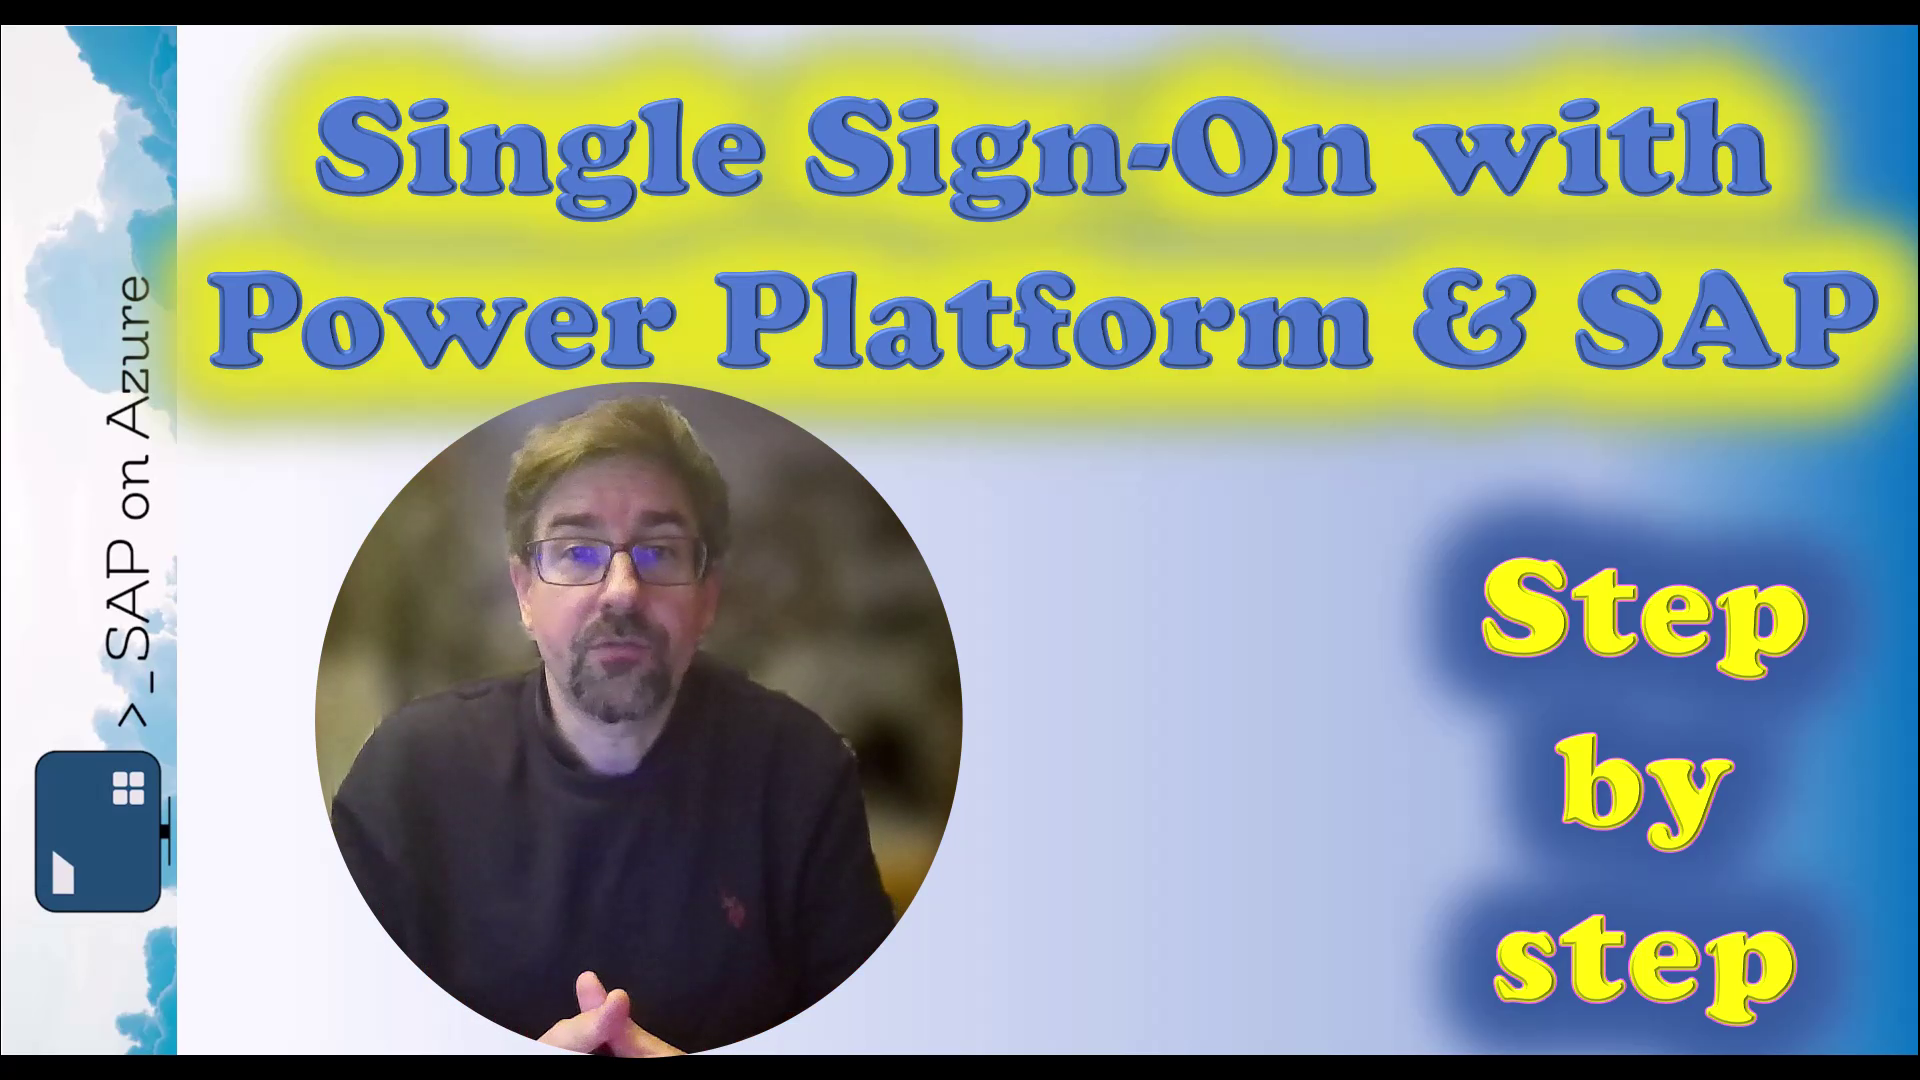 Single Sign-On with
Power Platform & SAP
>_SAP on Azure
Step
by
step